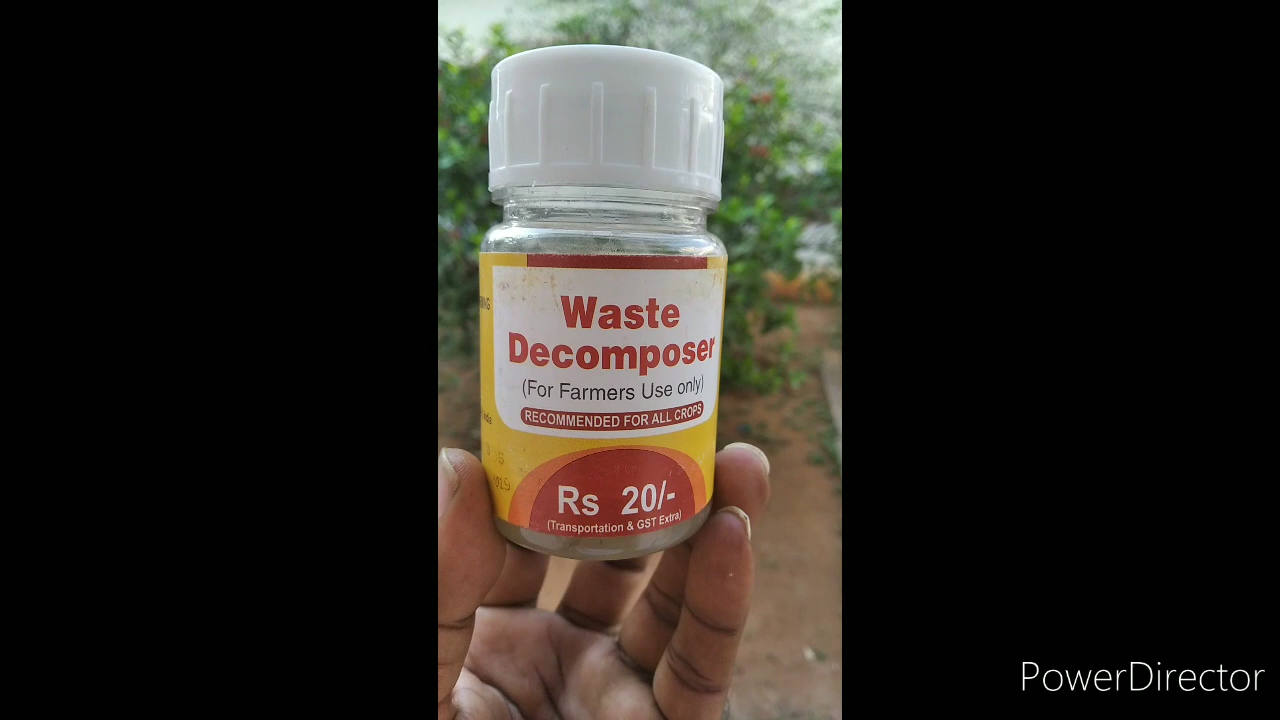 Waste
Decomposer
(For Farmers Use only)
RECOMMENDED FOR ALL CROPS
Rs 20/-
(Transportation & GST Extra)
PowerDirector